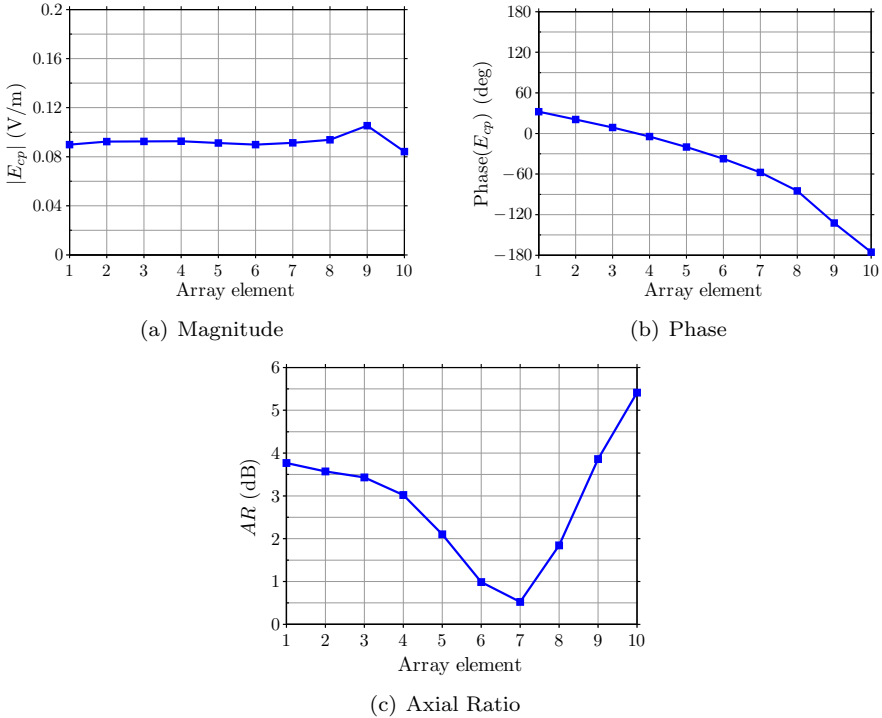 0.2
0.16
0.12
0.08
0.04
0
|E_cp| (V/m)
1 2 3 4 5 6 7 8 9 10
Array element
(a) Magnitude
180
120
60
0
−60
−120
−180
Phase(E_cp) (deg)
1 2 3 4 5 6 7 8 9 10
Array element
(b) Phase
6
5
4
3
2
1
0
AR (dB)
1 2 3 4 5 6 7 8 9 10
Array element
(c) Axial Ratio